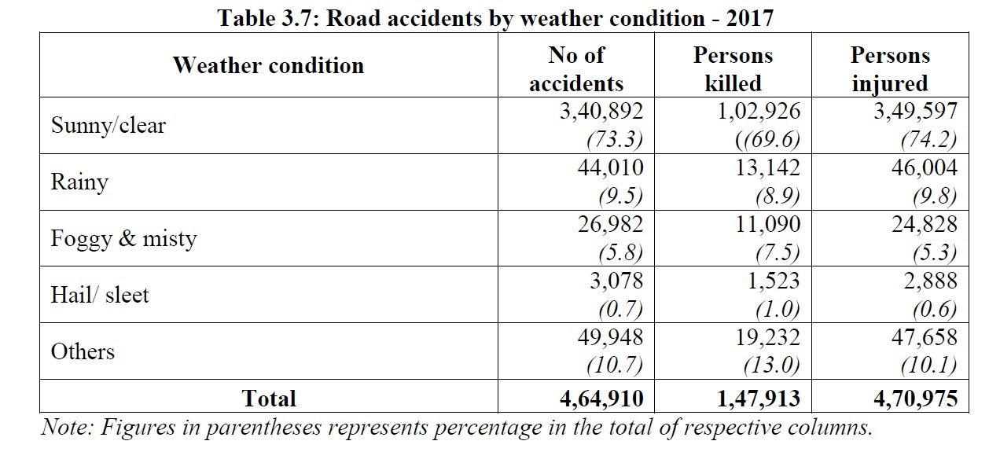 Table 3.7: Road accidents by weather condition - 2017
Weather condition No of accidents Persons killed Persons injured
Sunny/clear 3,40,892 1,02,926 3,49,597
(73.3) ((69.6) (74.2)
Rainy 44,010 13,142 46,004
(9.5) (8.9) (9.8)
Foggy & misty 26,982 11,090 24,828
(5.8) (7.5) (5.3)
Hail/ sleet 3,078 1,523 2,888
(0.7) (1.0) (0.6)
Others 49,948 19,232 47,658
(10.7) (13.0) (10.1)
Total 4,64,910 1,47,913 4,70,975
Note: Figures in parentheses represents percentage in the total of respective columns.